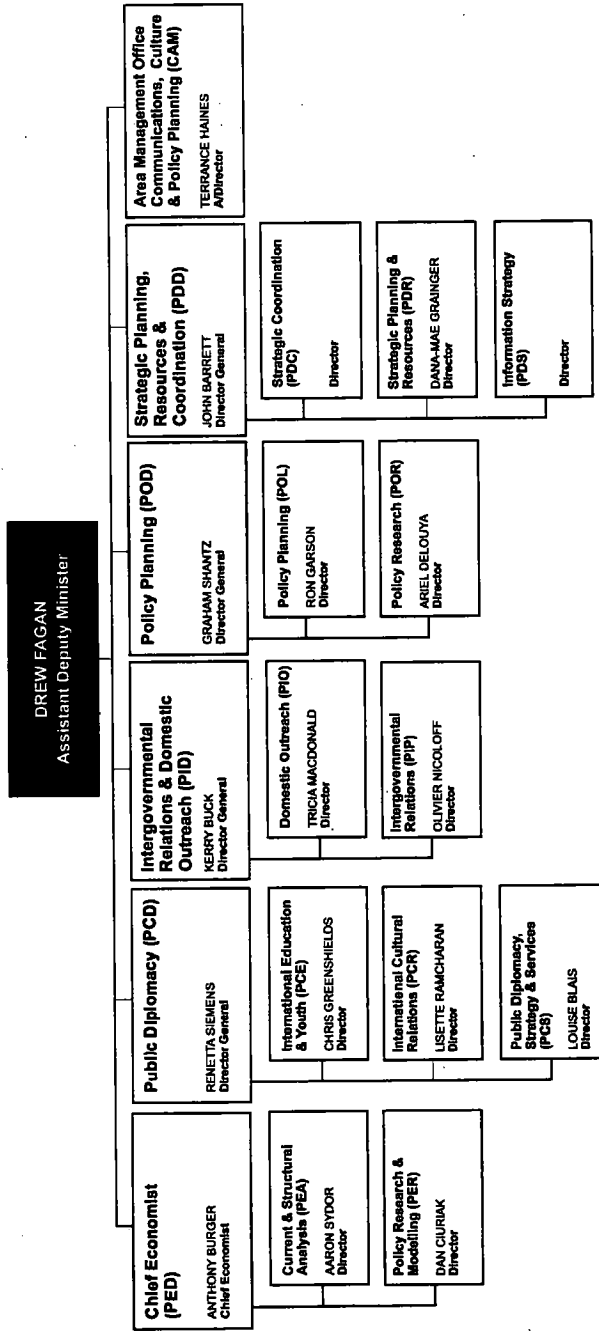 DREW FAGAN
Assistant Deputy Minister
Chief Economist
(PED)
ANTHONY BURGER
Chief Economist
Current & Structural
Analysis (PEA)
AARON SYDOR
Director
Policy Research &
Modelling (PER)
DAN CIURIAK
Director
Public Diplomacy (PCD)
RENETTA SIEMENS
Director General
International Education
& Youth (PCE)
CHRIS GREENSHIELDS
Director
International Cultural
Relations (PCR)
LISETTE RAMCHARAN
Director
Public Diplomacy,
Strategy & Services
(PCS)
LOUISE BLAIS
Director
Intergovernmental
Relations & Domestic
Outreach (PID)
KERRY BUCK
Director General
Domestic Outreach (PIO)
TRICIA MACDONALD
Director
Intergovernmental
Relations (PIP)
OLIVIER NICOLOFF
Director
Policy Planning (POD)
GRAHAM SHANTZ
Director General
Policy Planning (POL)
RON GARSON
Director
Policy Research (POR)
ARIEL DELOUYA
Director
Strategic Planning,
Resources &
Coordination (PDD)
JOHN BARRETT
Director General
Strategic Coordination
(PDC)
Director
Strategic Planning &
Resources (PDR)
DANA-MAE GRAINGER
Director
Information Strategy
(PDS)
Director
Area Management Office
Communications, Culture
& Policy Planning (CAM)
TERRANCE HAINES
A/Director